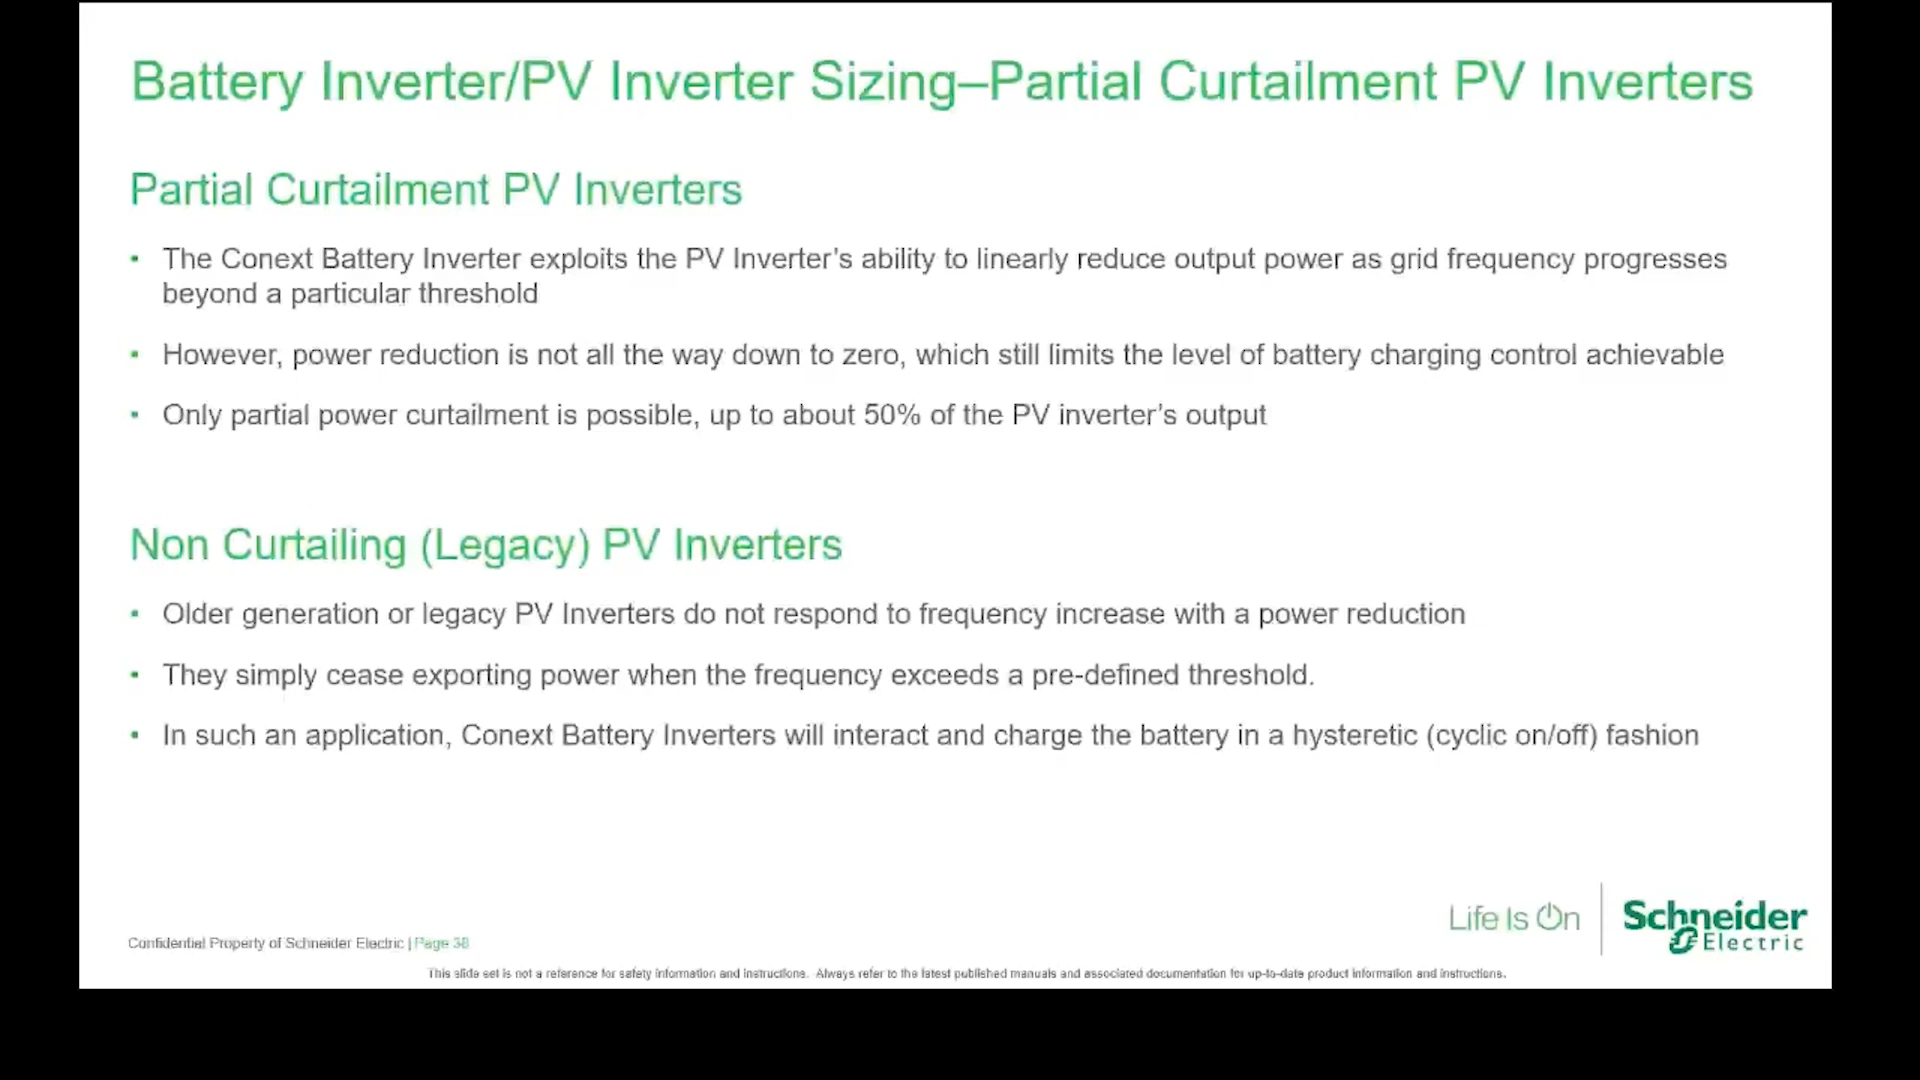 Battery Inverter/PV Inverter Sizing–Partial Curtailment PV Inverters
Partial Curtailment PV Inverters
▪ The Conext Battery Inverter exploits the PV Inverter's ability to linearly reduce output power as grid frequency progresses
beyond a particular threshold
▪ However, power reduction is not all the way down to zero, which still limits the level of battery charging control achievable
▪ Only partial power curtailment is possible, up to about 50% of the PV inverter's output
Non Curtailing (Legacy) PV Inverters
▪ Older generation or legacy PV Inverters do not respond to frequency increase with a power reduction
▪ They simply cease exporting power when the frequency exceeds a pre-defined threshold.
▪ In such an application, Conext Battery Inverters will interact and charge the battery in a hysteretic (cyclic on/off) fashion
Life Is On
Schneider
Electric
Confidential Property of Schneider Electric | Page 38
This slide set is not a reference for safety information and instructions. Always refer to the latest published manuals and associated documentation for up-to-date product information and instructions.